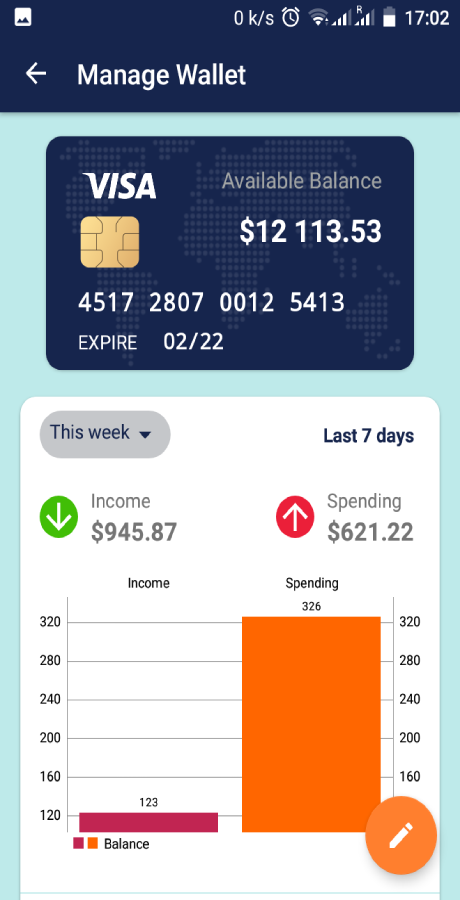 0 k/s R 17:02
Manage Wallet
VISA
Available Balance
$12 113.53
4517 2807 0012 5413
EXPIRE 02/22
This week
Last 7 days
Income
$945.87
Spending
$621.22
Income Spending
326
320 320
280 280
240 240
200 200
160 160
123
120
Balance